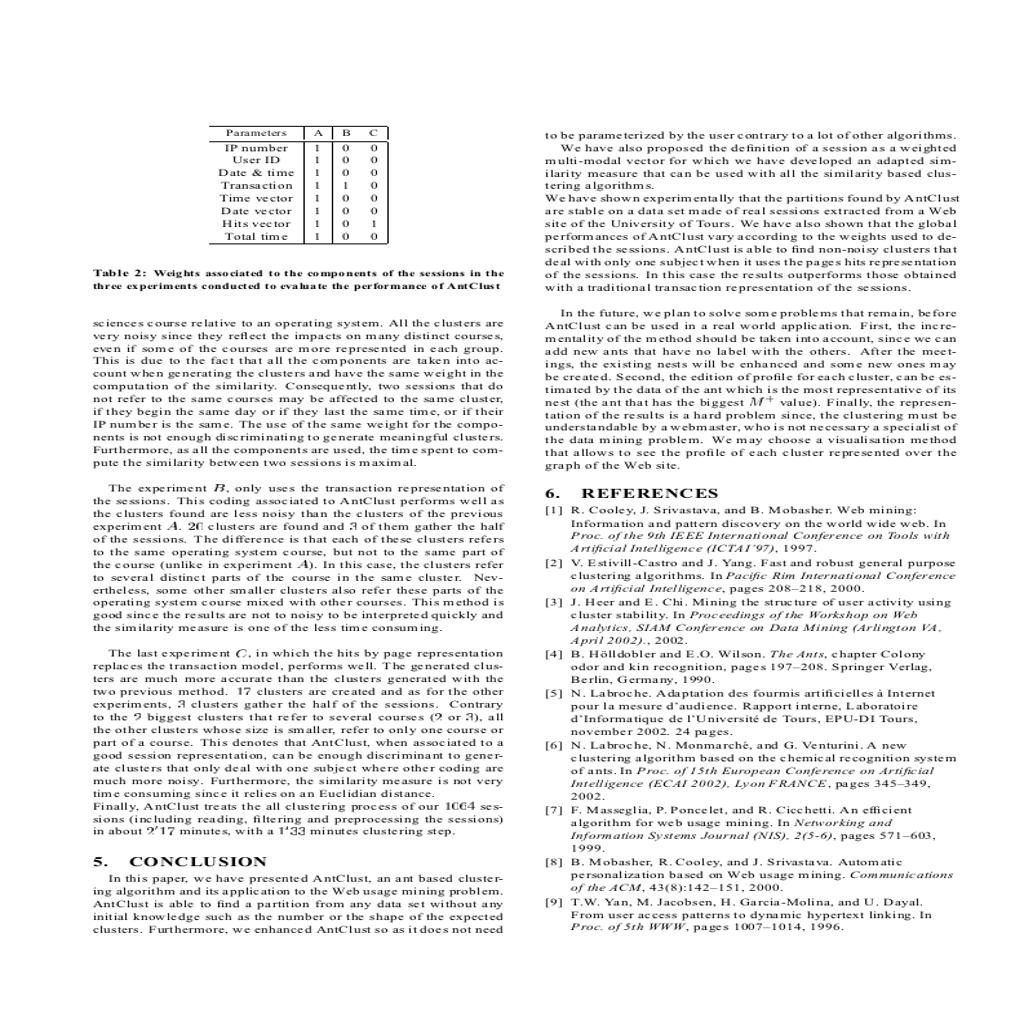 Parameters A B C
IP number 1 0 0
User ID 1 0 0
Date & time 1 0 0
Transaction 1 1 0
Time vector 1 0 0
Date vector 1 0 0
Hits vector 1 0 1
Total time 1 0 0
Table 2: Weights associated to the components of the sessions in the
three experiments conducted to evaluate the performance of AntClust
sciences course relative to an operating system. All the clusters are
very noisy since they reflect the impacts on many distinct courses,
even if some of the courses are more represented in each group.
This is due to the fact that all the components are taken into ac-
count when generating the clusters and have the same weight in the
computation of the similarity. Consequently, two sessions that do
not refer to the same courses may be affected to the same cluster,
if they begin the same day or if they last the same time, or if their
IP number is the same. The use of the same weight for the compo-
nents is not enough discriminating to generate meaningful clusters.
Furthermore, as all the components are used, the time spent to com-
pute the similarity between two sessions is maximal.
The experiment B, only uses the transaction representation of
the sessions. This coding associated to AntClust performs well as
the clusters found are less noisy than the clusters of the previous
experiment A. 26 clusters are found and 3 of them gather the half
of the sessions. The difference is that each of these clusters refers
to the same operating system course, but not to the same part of
the course (unlike in experiment A). In this case, the clusters refer
to several distinct parts of the course in the same cluster. Nev-
ertheless, some other smaller clusters also refer these parts of the
operating system course mixed with other courses. This method is
good since the results are not to noisy to be interpreted quickly and
the similarity measure is one of the less time consuming.
The last experiment C, in which the hits by page representation
replaces the transaction model, performs well. The generated clus-
ters are much more accurate than the clusters generated with the
two previous method. 17 clusters are created and as for the other
experiments, 3 clusters gather the half of the sessions. Contrary
to the 2 biggest clusters that refer to several courses (2 or 3), all
the other clusters whose size is smaller, refer to only one course or
part of a course. This denotes that AntClust, when associated to a
good session representation, can be enough discriminant to gener-
ate clusters that only deal with one subject where other coding are
much more noisy. Furthermore, the similarity measure is not very
time consuming since it relies on an Euclidian distance.
Finally, AntClust treats the all clustering process of our 1064 ses-
sions (including reading, filtering and preprocessing the sessions)
in about 2'17 minutes, with a 1'33 minutes clustering step.
5. CONCLUSION
In this paper, we have presented AntClust, an ant based cluster-
ing algorithm and its application to the Web usage mining problem.
AntClust is able to find a partition from any data set without any
initial knowledge such as the number or the shape of the expected
clusters. Furthermore, we enhanced AntClust so as it does not need
to be parameterized by the user contrary to a lot of other algorithms.
We have also proposed the definition of a session as a weighted
multi-modal vector for which we have developed an adapted sim-
ilarity measure that can be used with all the similarity based clus-
tering algorithms.
We have shown experimentally that the partitions found by AntClust
are stable on a data set made of real sessions extracted from a Web
site of the University of Tours. We have also shown that the global
performances of AntClust vary according to the weights used to de-
scribed the sessions. AntClust is able to find non-noisy clusters that
deal with only one subject when it uses the pages hits representation
of the sessions. In this case the results outperforms those obtained
with a traditional transaction representation of the sessions.
In the future, we plan to solve some problems that remain, before
AntClust can be used in a real world application. First, the incre-
mentality of the method should be taken into account, since we can
add new ants that have no label with the others. After the meet-
ings, the existing nests will be enhanced and some new ones may
be created. Second, the edition of profile for each cluster, can be es-
timated by the data of the ant which is the most representative of its
nest (the ant that has the biggest M⁺ value). Finally, the represen-
tation of the results is a hard problem since, the clustering must be
understandable by a webmaster, who is not necessary a specialist of
the data mining problem. We may choose a visualisation method
that allows to see the profile of each cluster represented over the
graph of the Web site.
6. REFERENCES
[1] R. Cooley, J. Srivastava, and B. Mobasher. Web mining:
Information and pattern discovery on the world wide web. In
Proc. of the 9th IEEE International Conference on Tools with
Artificial Intelligence (ICTAI'97), 1997.
[2] V. Estivill-Castro and J. Yang. Fast and robust general purpose
clustering algorithms. In Pacific Rim International Conference
on Artificial Intelligence, pages 208–218, 2000.
[3] J. Heer and E. Chi. Mining the structure of user activity using
cluster stability. In Proceedings of the Workshop on Web
Analytics, SIAM Conference on Data Mining (Arlington VA,
April 2002)., 2002.
[4] B. Hölldobler and E.O. Wilson. The Ants, chapter Colony
odor and kin recognition, pages 197–208. Springer Verlag,
Berlin, Germany, 1990.
[5] N. Labroche. Adaptation des fourmis artificielles à Internet
pour la mesure d'audience. Rapport interne, Laboratoire
d'Informatique de l'Université de Tours, EPU-DI Tours,
november 2002. 24 pages.
[6] N. Labroche, N. Monmarché, and G. Venturini. A new
clustering algorithm based on the chemical recognition system
of ants. In Proc. of 15th European Conference on Artificial
Intelligence (ECAI 2002), Lyon FRANCE, pages 345–349,
2002.
[7] F. Masseglia, P. Poncelet, and R. Cicchetti. An efficient
algorithm for web usage mining. In Networking and
Information Systems Journal (NIS), 2(5-6), pages 571–603,
1999.
[8] B. Mobasher, R. Cooley, and J. Srivastava. Automatic
personalization based on Web usage mining. Communications
of the ACM, 43(8):142–151, 2000.
[9] T.W. Yan, M. Jacobsen, H. Garcia-Molina, and U. Dayal.
From user access patterns to dynamic hypertext linking. In
Proc. of 5th WWW, pages 1007–1014, 1996.